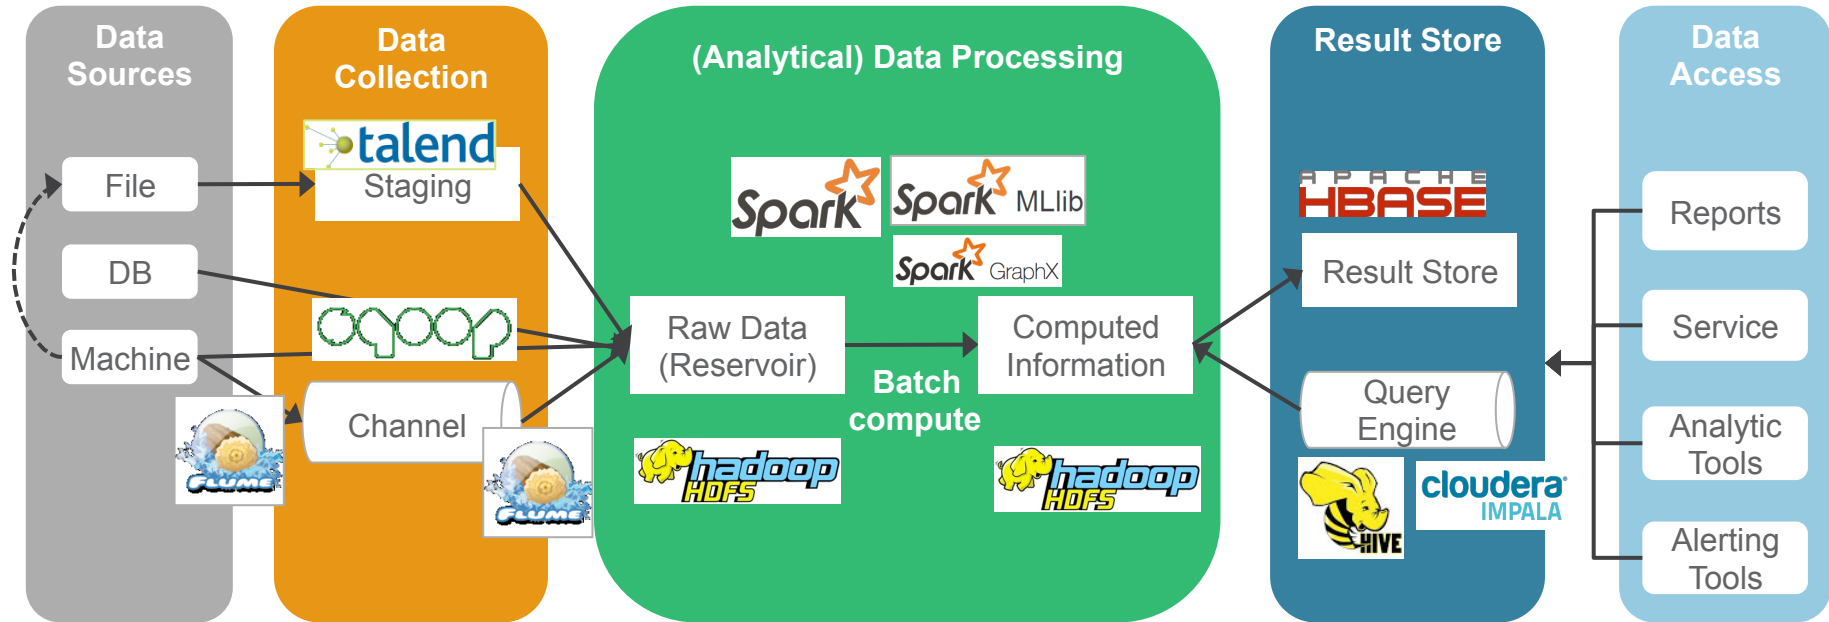 Data
Sources
File
DB
Machine
FLUME
Data
Collection
talend
Staging
sqoop
Channel
FLUME
(Analytical) Data Processing
Spark
Spark MLlib
Spark GraphX
Raw Data
(Reservoir)
Batch
compute
Computed
Information
hadoop
HDFS
hadoop
HDFS
Result Store
APACHE
HBASE
Result Store
Query
Engine
HIVE
cloudera
IMPALA
Data
Access
Reports
Service
Analytic
Tools
Alerting
Tools